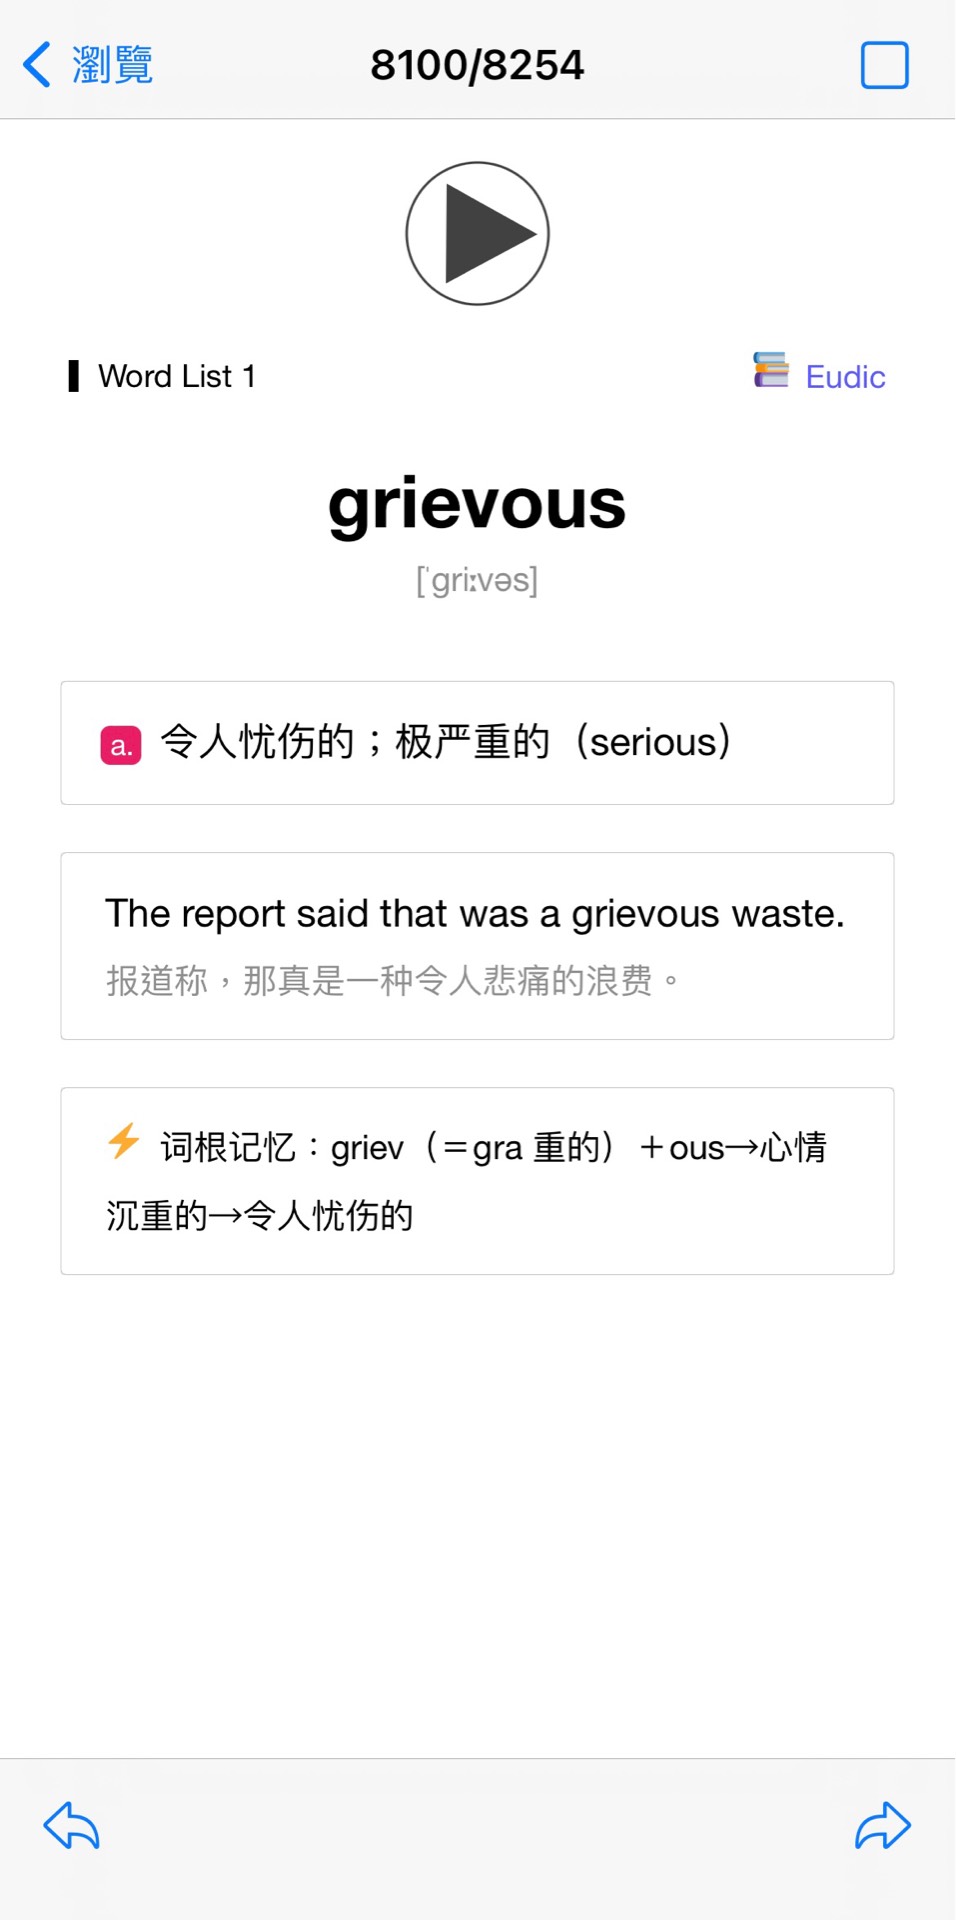 瀏覽
8100/8254
Word List 1
Eudic
grievous
[ˈgriːvəs]
a. 令人忧伤的；极严重的（serious）
The report said that was a grievous waste.
报道称，那真是一种令人悲痛的浪费。
词根记忆：griev（＝gra 重的）＋ous→心情
沉重的→令人忧伤的